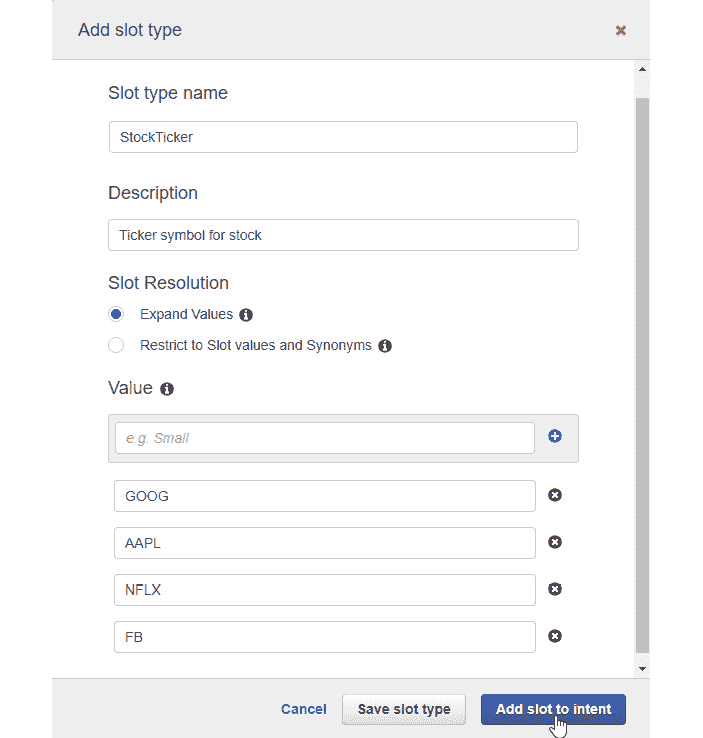 Add slot type
Slot type name
StockTicker
Description
Ticker symbol for stock
Slot Resolution
Expand Values
Restrict to Slot values and Synonyms
Value
e.g. Small
GOOG
AAPL
NFLX
FB
Cancel Save slot type Add slot to intent